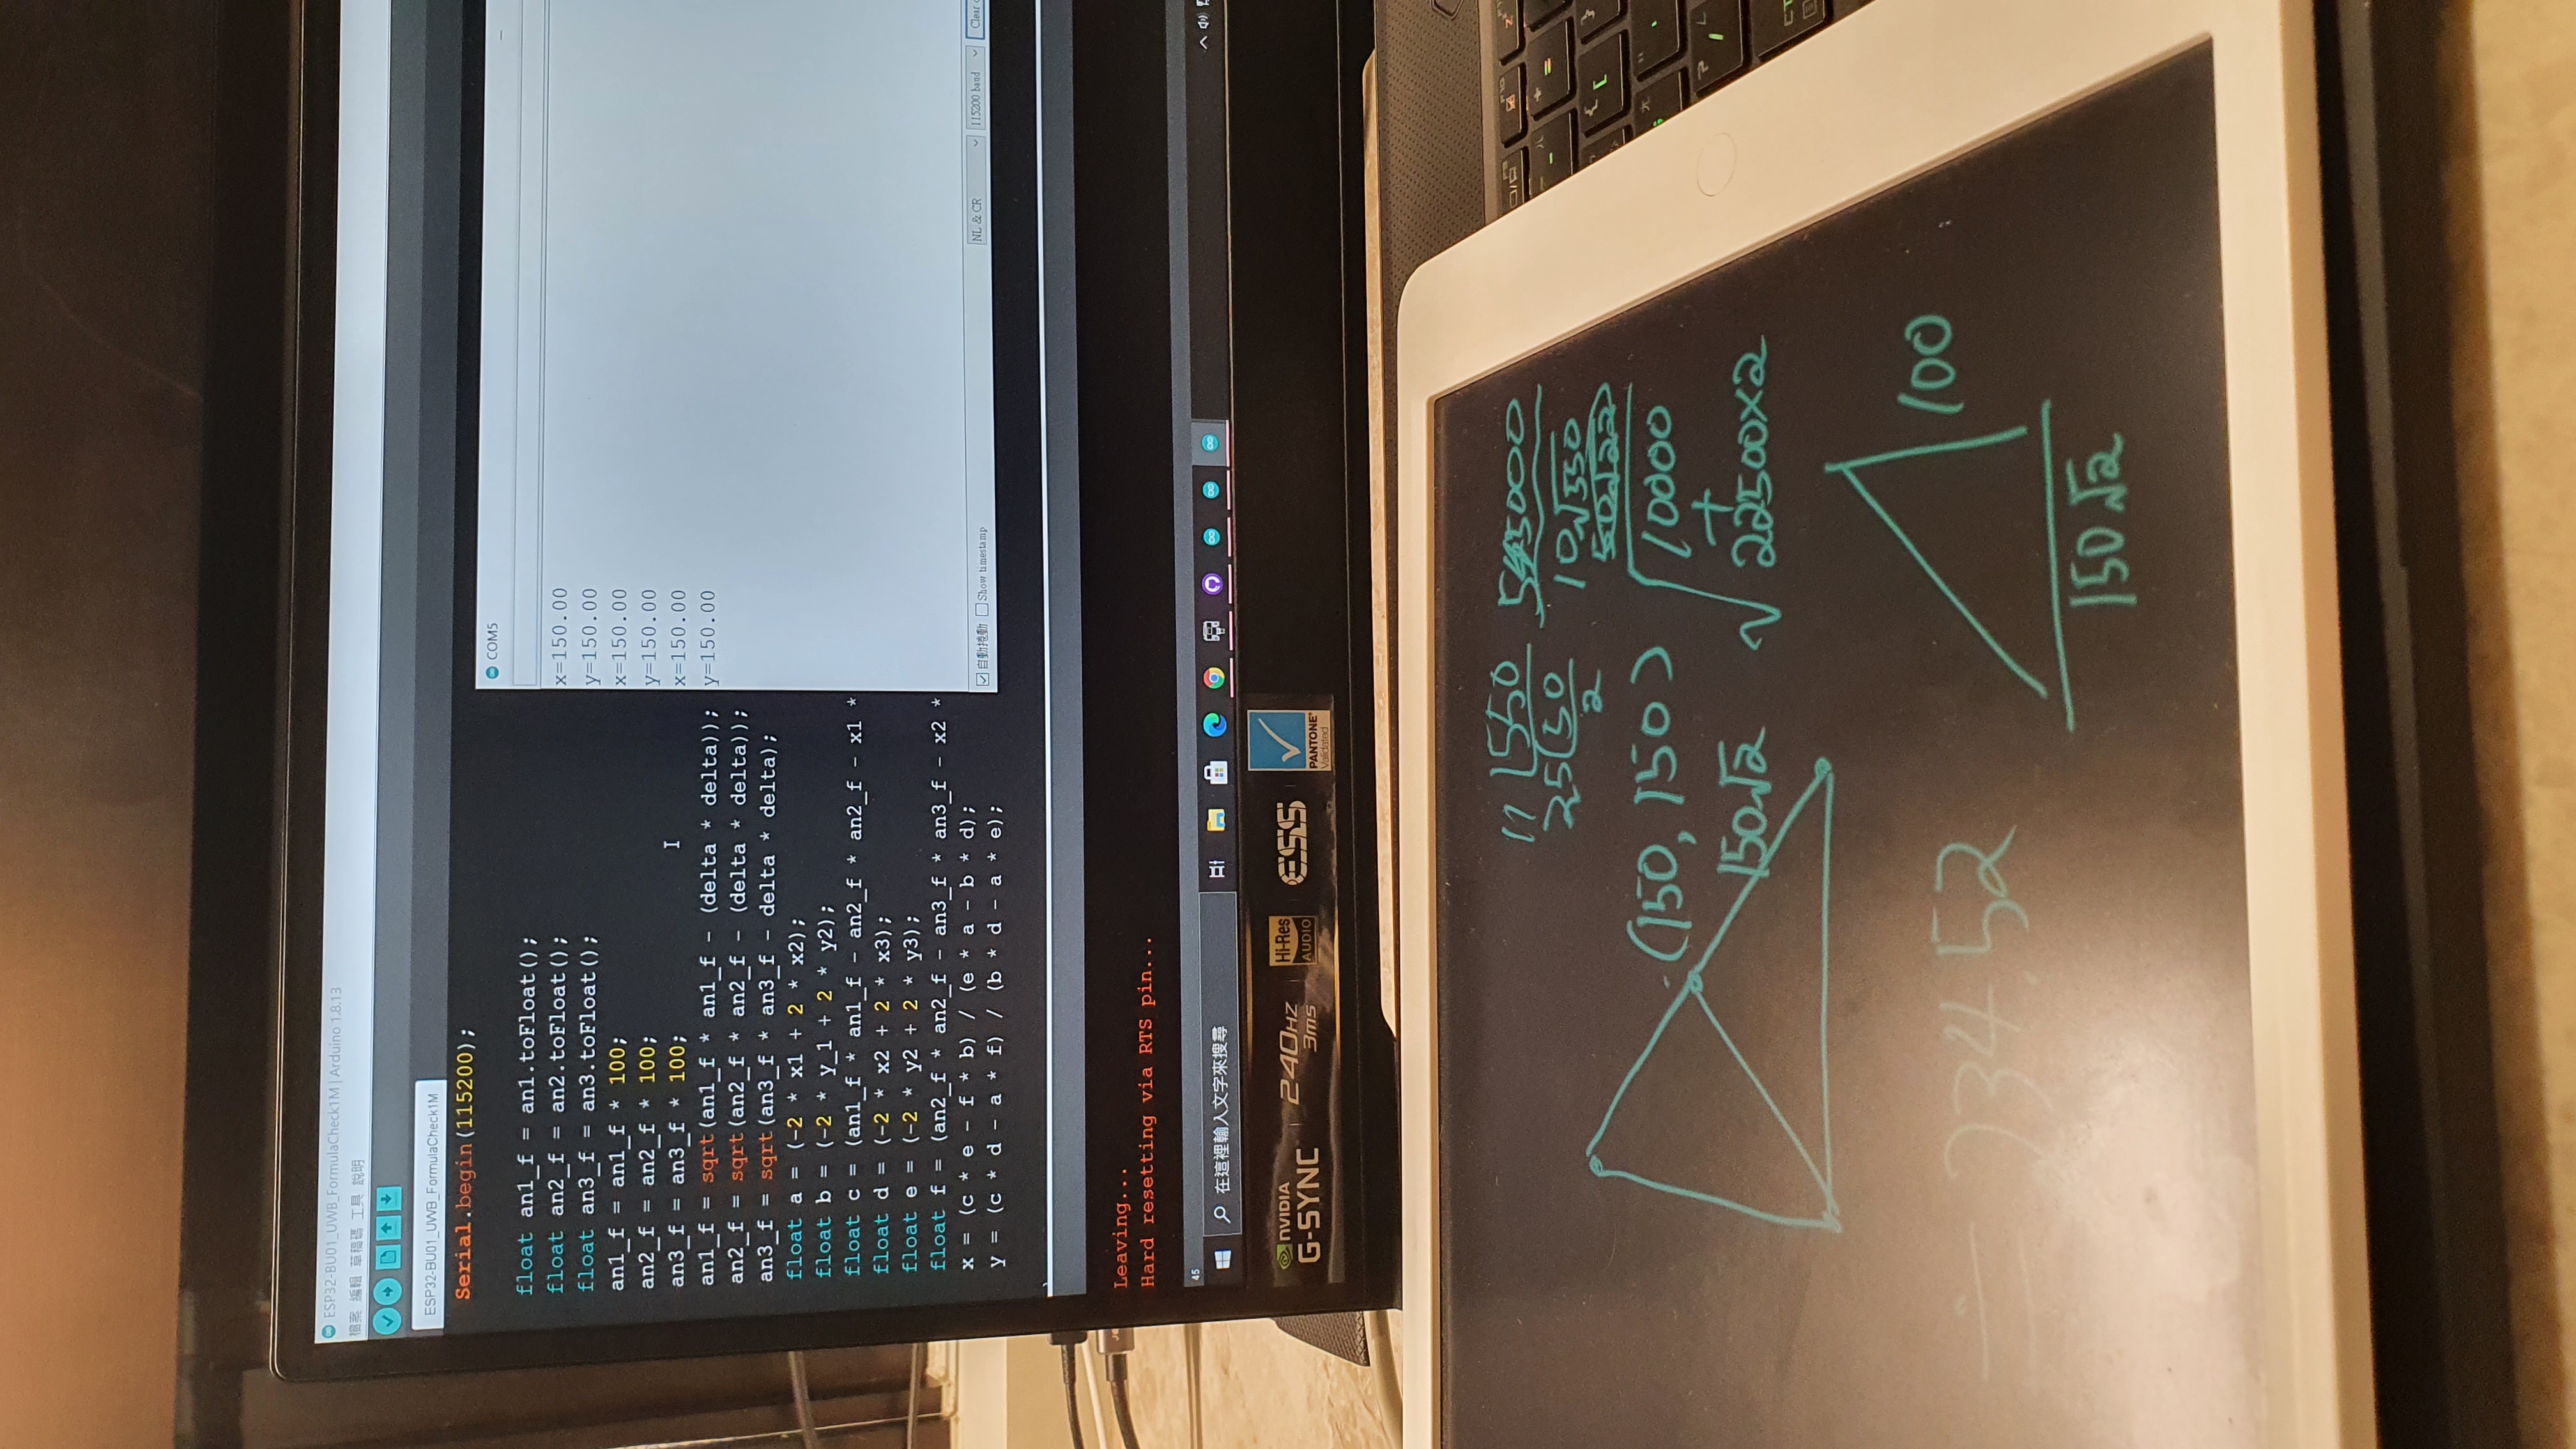 ESP32-BU01_UWB_FormulaCheck1M | Arduino 1.8.13
檔案 編輯 草稿碼 工具 說明
ESP32-BU01_UWB_FormulaCheck1M
Serial.begin(115200);
float an1_f = an1.toFloat();
float an2_f = an2.toFloat();
float an3_f = an3.toFloat();
an1_f = an1_f * 100;
an2_f = an2_f * 100;
an3_f = an3_f * 100;
an1_f = sqrt(an1_f * an1_f - (delta * delta));
an2_f = sqrt(an2_f * an2_f - (delta * delta));
an3_f = sqrt(an3_f * an3_f - delta * delta);
float a = (-2 * x1 + 2 * x2);
float b = (-2 * y_1 + 2 * y2);
float c = (an1_f * an1_f - an2_f * an2_f - x1 *
float d = (-2 * x2 + 2 * x3);
float e = (-2 * y2 + 2 * y3);
float f = (an2_f * an2_f - an3_f * an3_f - x2 *
x = (c * e - f * b) / (e * a - b * d);
y = (c * d - a * f) / (b * d - a * e);
COM5
x=150.00
y=150.00
x=150.00
y=150.00
x=150.00
y=150.00
自動捲動 Show timestamp NL & CR 115200 baud Clear
Leaving...
Hard resetting via RTS pin...
45
在這裡輸入文字來搜尋
NVIDIA
G-SYNC
240HZ
3ms
Hi-Res
AUDIO
ESS
PANTONE
Validated
11 550
25 50
2
10√550
(150, 150)
150√2
√10000
+
22500×2
≒ 234.52
100
150√2